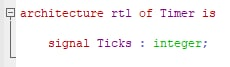 architecture rtl of Timer is
signal Ticks : integer;